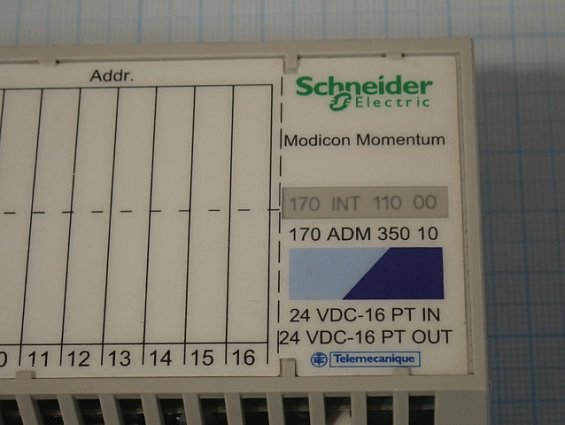 Addr.
Schneider
Electric
Modicon Momentum
170 INT 110 00
170 ADM 350 10
24 VDC-16 PT IN
24 VDC-16 PT OUT
11 12 13 14 15 16
Telemecanique